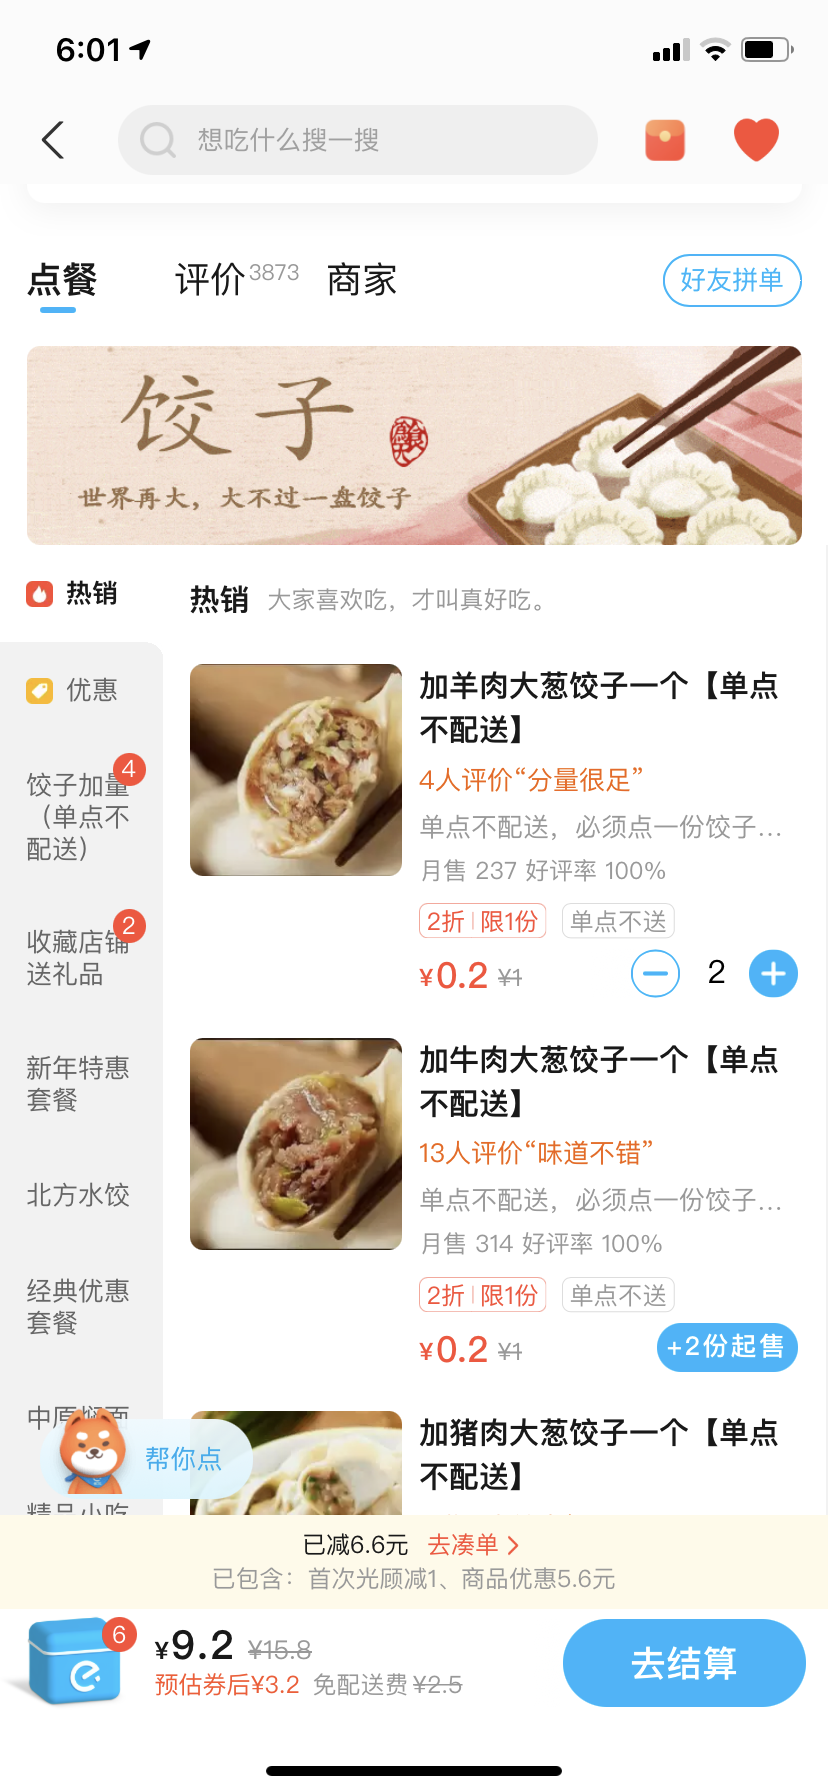 6:01
想吃什么搜一搜
点餐 评价 3873 商家 好友拼单
饺子
世界再大，大不过一盘饺子
热销
优惠
4
饺子加量
（单点不
配送）
2
收藏店铺
送礼品
新年特惠
套餐
北方水饺
经典优惠
套餐
中原焖面
精品小吃
热销 大家喜欢吃，才叫真好吃。
加羊肉大葱饺子一个【单点
不配送】
4人评价“分量很足”
单点不配送，必须点一份饺子...
月售 237 好评率 100%
2折 限1份 单点不送
¥0.2 ¥1 2
加牛肉大葱饺子一个【单点
不配送】
13人评价“味道不错”
单点不配送，必须点一份饺子...
月售 314 好评率 100%
2折 限1份 单点不送
¥0.2 ¥1 +2份起售
加猪肉大葱饺子一个【单点
不配送】
帮你点
已减6.6元 去凑单
已包含：首次光顾减1、商品优惠5.6元
6
¥9.2 ¥15.8
预估券后¥3.2 免配送费 ¥2.5
去结算